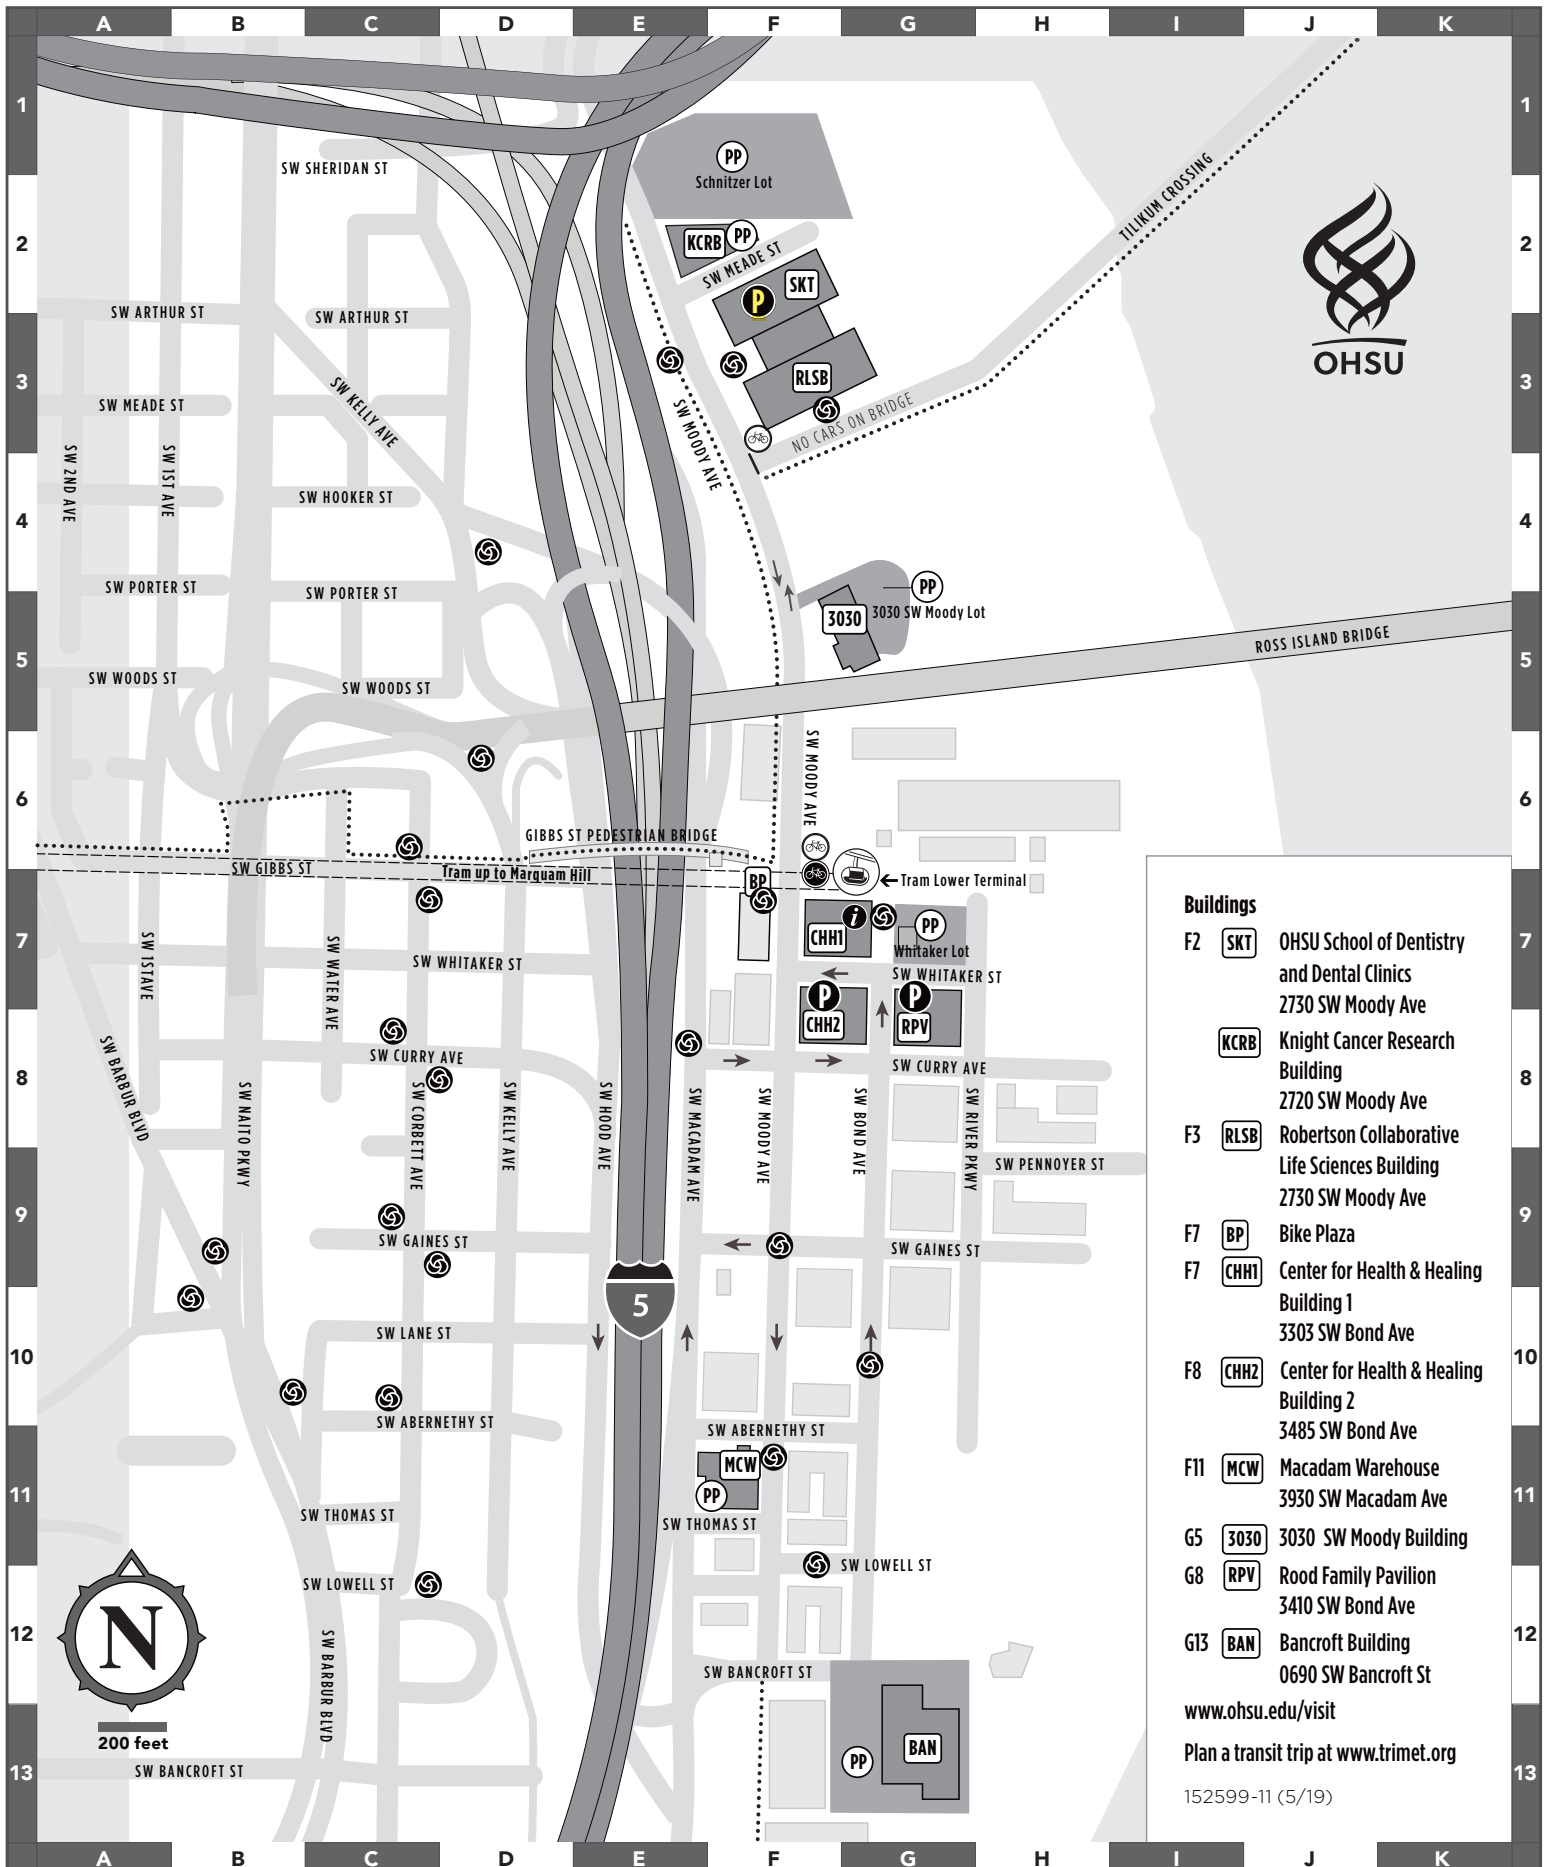 A B C D E F G H I J K
1 1
PP
Schnitzer Lot
SW SHERIDAN ST
TILIKUM CROSSING
2 2
KCRB PP
SW MEADE ST
SKT
P
OHSU
SW ARTHUR ST
SW ARTHUR ST
3 3
RLSB
SW MEADE ST
SW KELLY AVE
SW MOODY AVE
NO CARS ON BRIDGE
SW 2ND AVE
SW 1ST AVE
SW HOOKER ST
4 4
SW PORTER ST
SW PORTER ST
PP
3030
3030 SW Moody Lot
ROSS ISLAND BRIDGE
5 5
SW WOODS ST
SW WOODS ST
SW MOODY AVE
6 6
GIBBS ST PEDESTRIAN BRIDGE
SW GIBBS ST
Tram up to Marquam Hill
BP
Tram Lower Terminal
7 7
CHH1
i
PP
Whitaker Lot
SW 1STAVE
SW WATER AVE
SW WHITAKER ST
SW WHITAKER ST
P
CHH2
P
RPV
SW BARBUR BLVD
SW CURRY AVE
SW CURRY AVE
8 8
SW NAITO PKWY
SW CORBETT AVE
SW KELLY AVE
SW HOOD AVE
SW MACADAM AVE
SW MOODY AVE
SW BOND AVE
SW RIVER PKWY
SW PENNOYER ST
9 9
SW GAINES ST
SW GAINES ST
5
SW LANE ST
10 10
SW ABERNETHY ST
SW ABERNETHY ST
MCW
PP
11 11
SW THOMAS ST
SW THOMAS ST
SW LOWELL ST
SW LOWELL ST
N
200 feet
12 12
SW BARBUR BLVD
SW BANCROFT ST
BAN
PP
13 13
SW BANCROFT ST
Buildings
F2 SKT OHSU School of Dentistry
and Dental Clinics
2730 SW Moody Ave
KCRB Knight Cancer Research
Building
2720 SW Moody Ave
F3 RLSB Robertson Collaborative
Life Sciences Building
2730 SW Moody Ave
F7 BP Bike Plaza
F7 CHH1 Center for Health & Healing
Building 1
3303 SW Bond Ave
F8 CHH2 Center for Health & Healing
Building 2
3485 SW Bond Ave
F11 MCW Macadam Warehouse
3930 SW Macadam Ave
G5 3030 3030 SW Moody Building
G8 RPV Rood Family Pavilion
3410 SW Bond Ave
G13 BAN Bancroft Building
0690 SW Bancroft St
www.ohsu.edu/visit
Plan a transit trip at www.trimet.org
152599-11 (5/19)
A B C D E F G H I J K